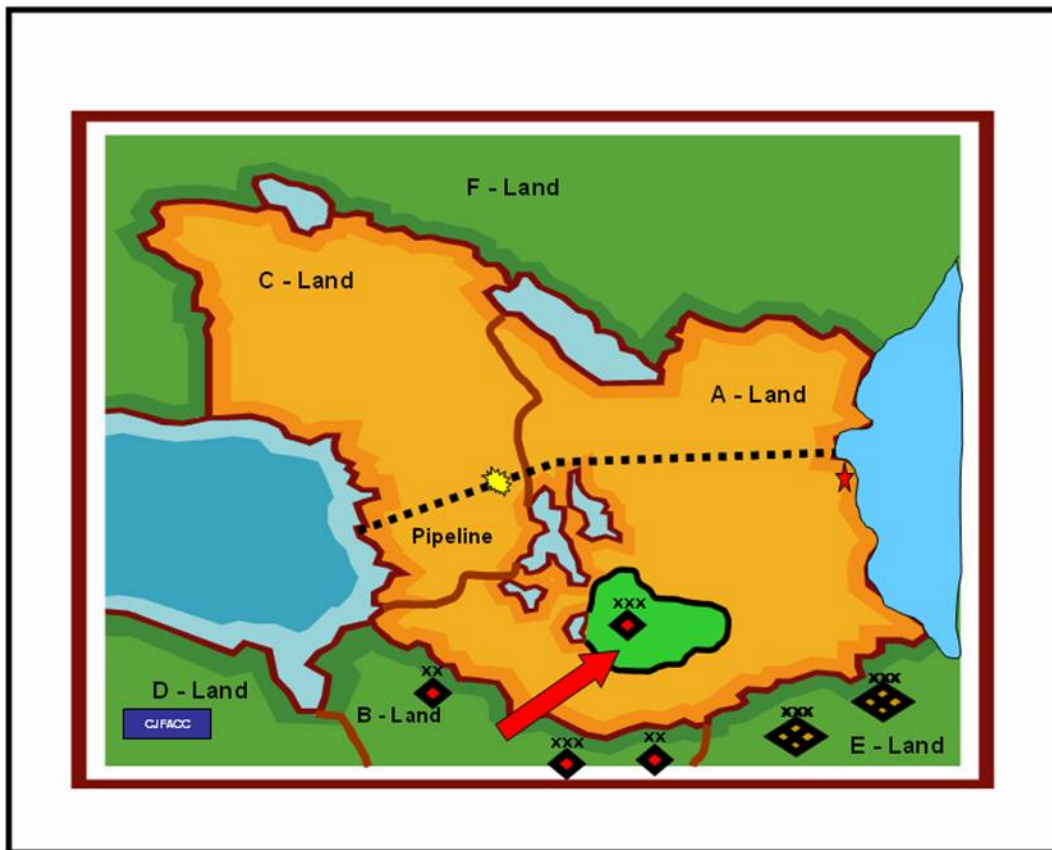 F - Land
C - Land
A - Land
Pipeline
XXX
XX
XXX
D - Land
B - Land
XXX
CJFACC
XXX
XX
E - Land